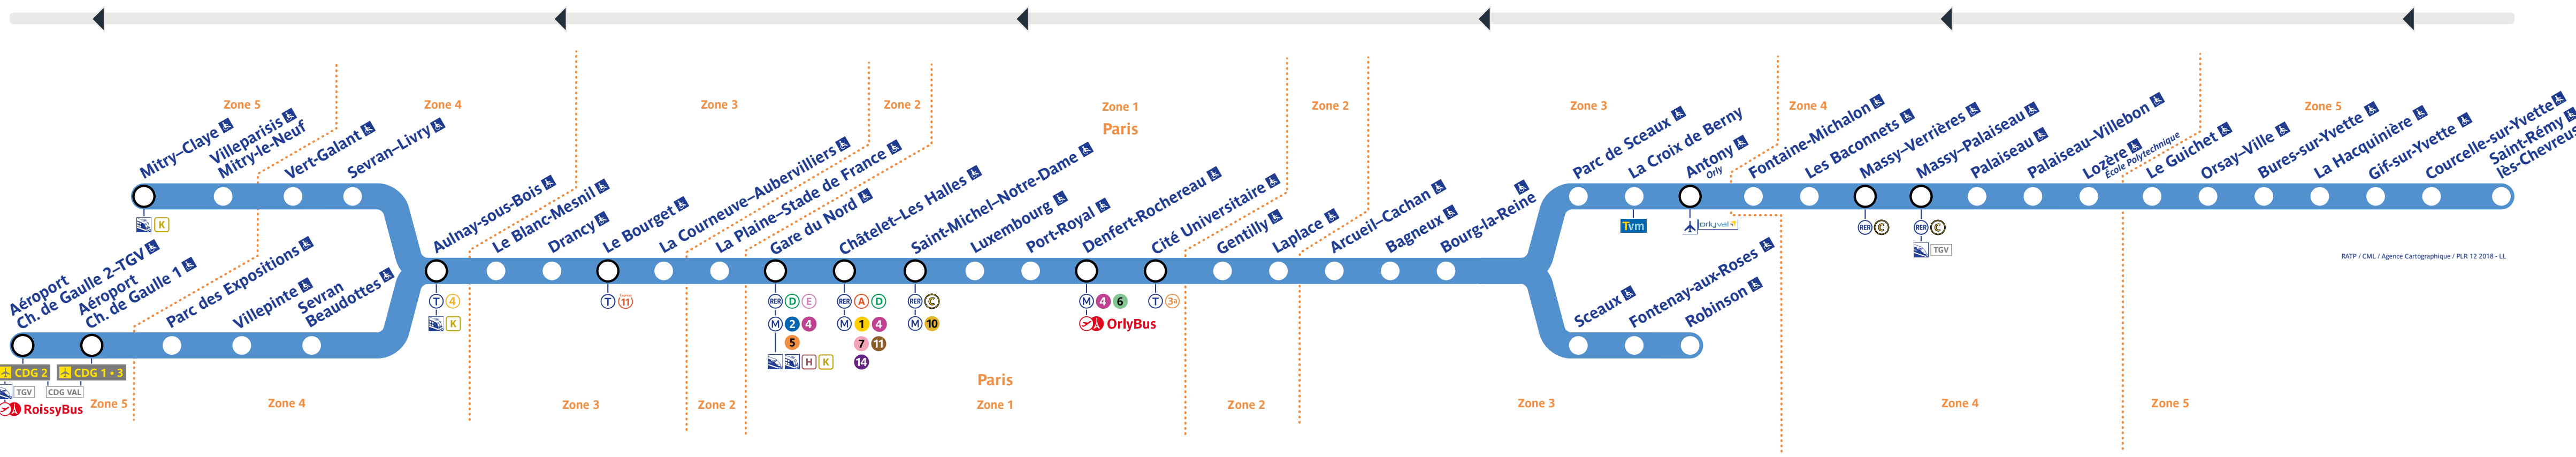 Zone 5
Zone 4
Zone 3
Zone 2
Zone 1
Paris
Zone 2
Zone 3
Zone 4
Zone 5
Mitry–Claye
Villeparisis
Mitry-le-Neuf
Vert-Galant
Sevran–Livry
K
Aéroport
Ch. de Gaulle 2–TGV
Aéroport
Ch. de Gaulle 1
Parc des Expositions
Villepinte
Sevran
Beaudottes
CDG 2
CDG 1 • 3
TGV
CDG VAL
RoissyBus
Aulnay-sous-Bois
T 4
K
Le Blanc-Mesnil
Drancy
Le Bourget
T 11
La Courneuve–Aubervilliers
La Plaine–Stade de France
Gare du Nord
RER D E
M 2 4
5
H K
Châtelet–Les Halles
RER A D
M 1 4
7 11
14
Saint-Michel–Notre-Dame
RER C
M 10
Luxembourg
Port-Royal
Denfert-Rochereau
M 4 6
OrlyBus
Cité Universitaire
T 3a
Gentilly
Laplace
Arcueil–Cachan
Bagneux
Bourg-la-Reine
Parc de Sceaux
La Croix de Berny
Tvm
Antony
Orly
orlyval
Fontaine-Michalon
Les Baconnets
Massy–Verrières
RER C
Massy–Palaiseau
RER C
TGV
Palaiseau
Palaiseau–Villebon
Lozère
École Polytechnique
Le Guichet
Orsay–Ville
Bures-sur-Yvette
La Hacquinière
Gif-sur-Yvette
Courcelle-sur-Yvette
Saint-Rémy
lès-Chevreus
Sceaux
Fontenay-aux-Roses
Robinson
RATP / CML / Agence Cartographique / PLR 12 2018 - LL
Zone 5
Zone 4
Zone 3
Zone 2
Paris
Zone 1
Zone 2
Zone 3
Zone 4
Zone 5